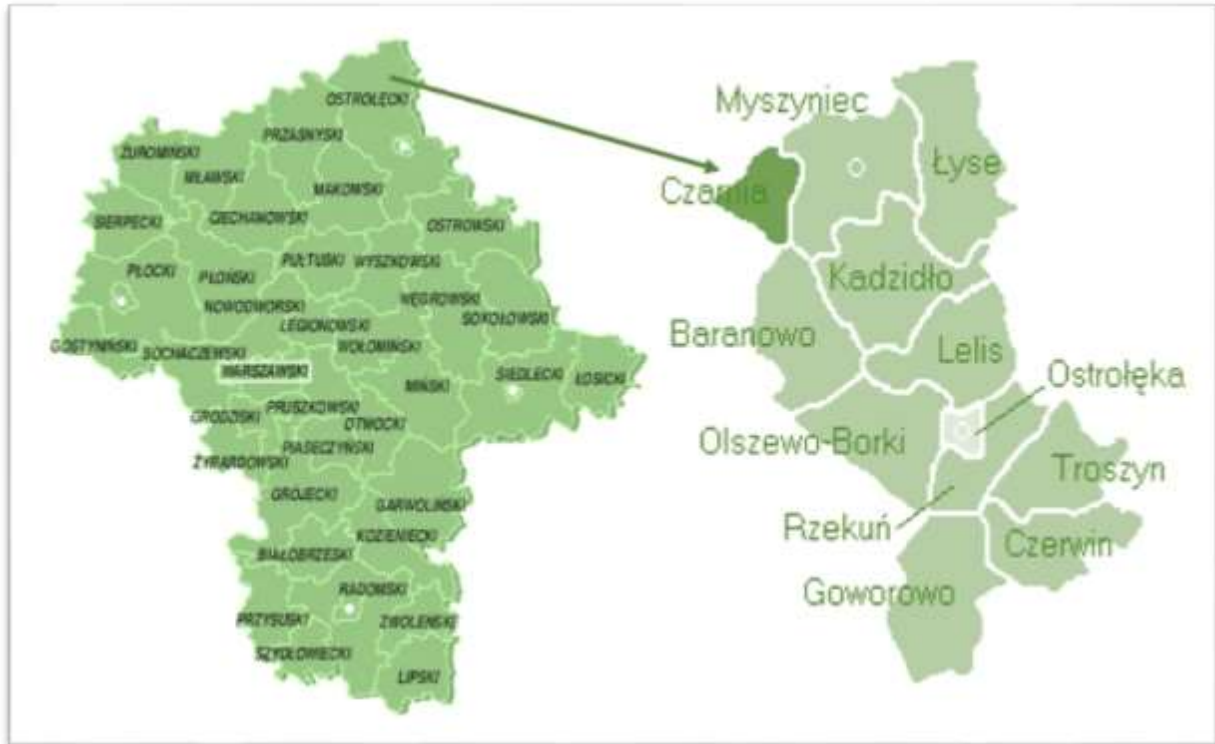 OSTROŁĘCKI
PRZASNYSKI
ŻUROMIŃSKI
MŁAWSKI
MAKOWSKI
SIERPECKI
CIECHANOWSKI
OSTROWSKI
PŁOCKI
PŁOŃSKI
PUŁTUSKI
WYSZKOWSKI
NOWODWORSKI
WĘGROWSKI
LEGIONOWSKI
SOKOŁOWSKI
GOSTYNIŃSKI
SOCHACZEWSKI
WOŁOMIŃSKI
WARSZAWSKI
MIŃSKI
SIEDLECKI
ŁOSICKI
GRODZISKI
PRUSZKOWSKI
OTWOCKI
PIASECZYŃSKI
ŻYRARDOWSKI
GRÓJECKI
GARWOLIŃSKI
KOZIENICKI
BIAŁOBRZESKI
RADOMSKI
PRZYSUSKI
ZWOLEŃSKI
SZYDŁOWIECKI
LIPSKI
Myszyniec
Łyse
Czarnia
Kadzidło
Baranowo
Lelis
Ostrołęka
Olszewo-Borki
Troszyn
Rzekuń
Czerwin
Goworowo